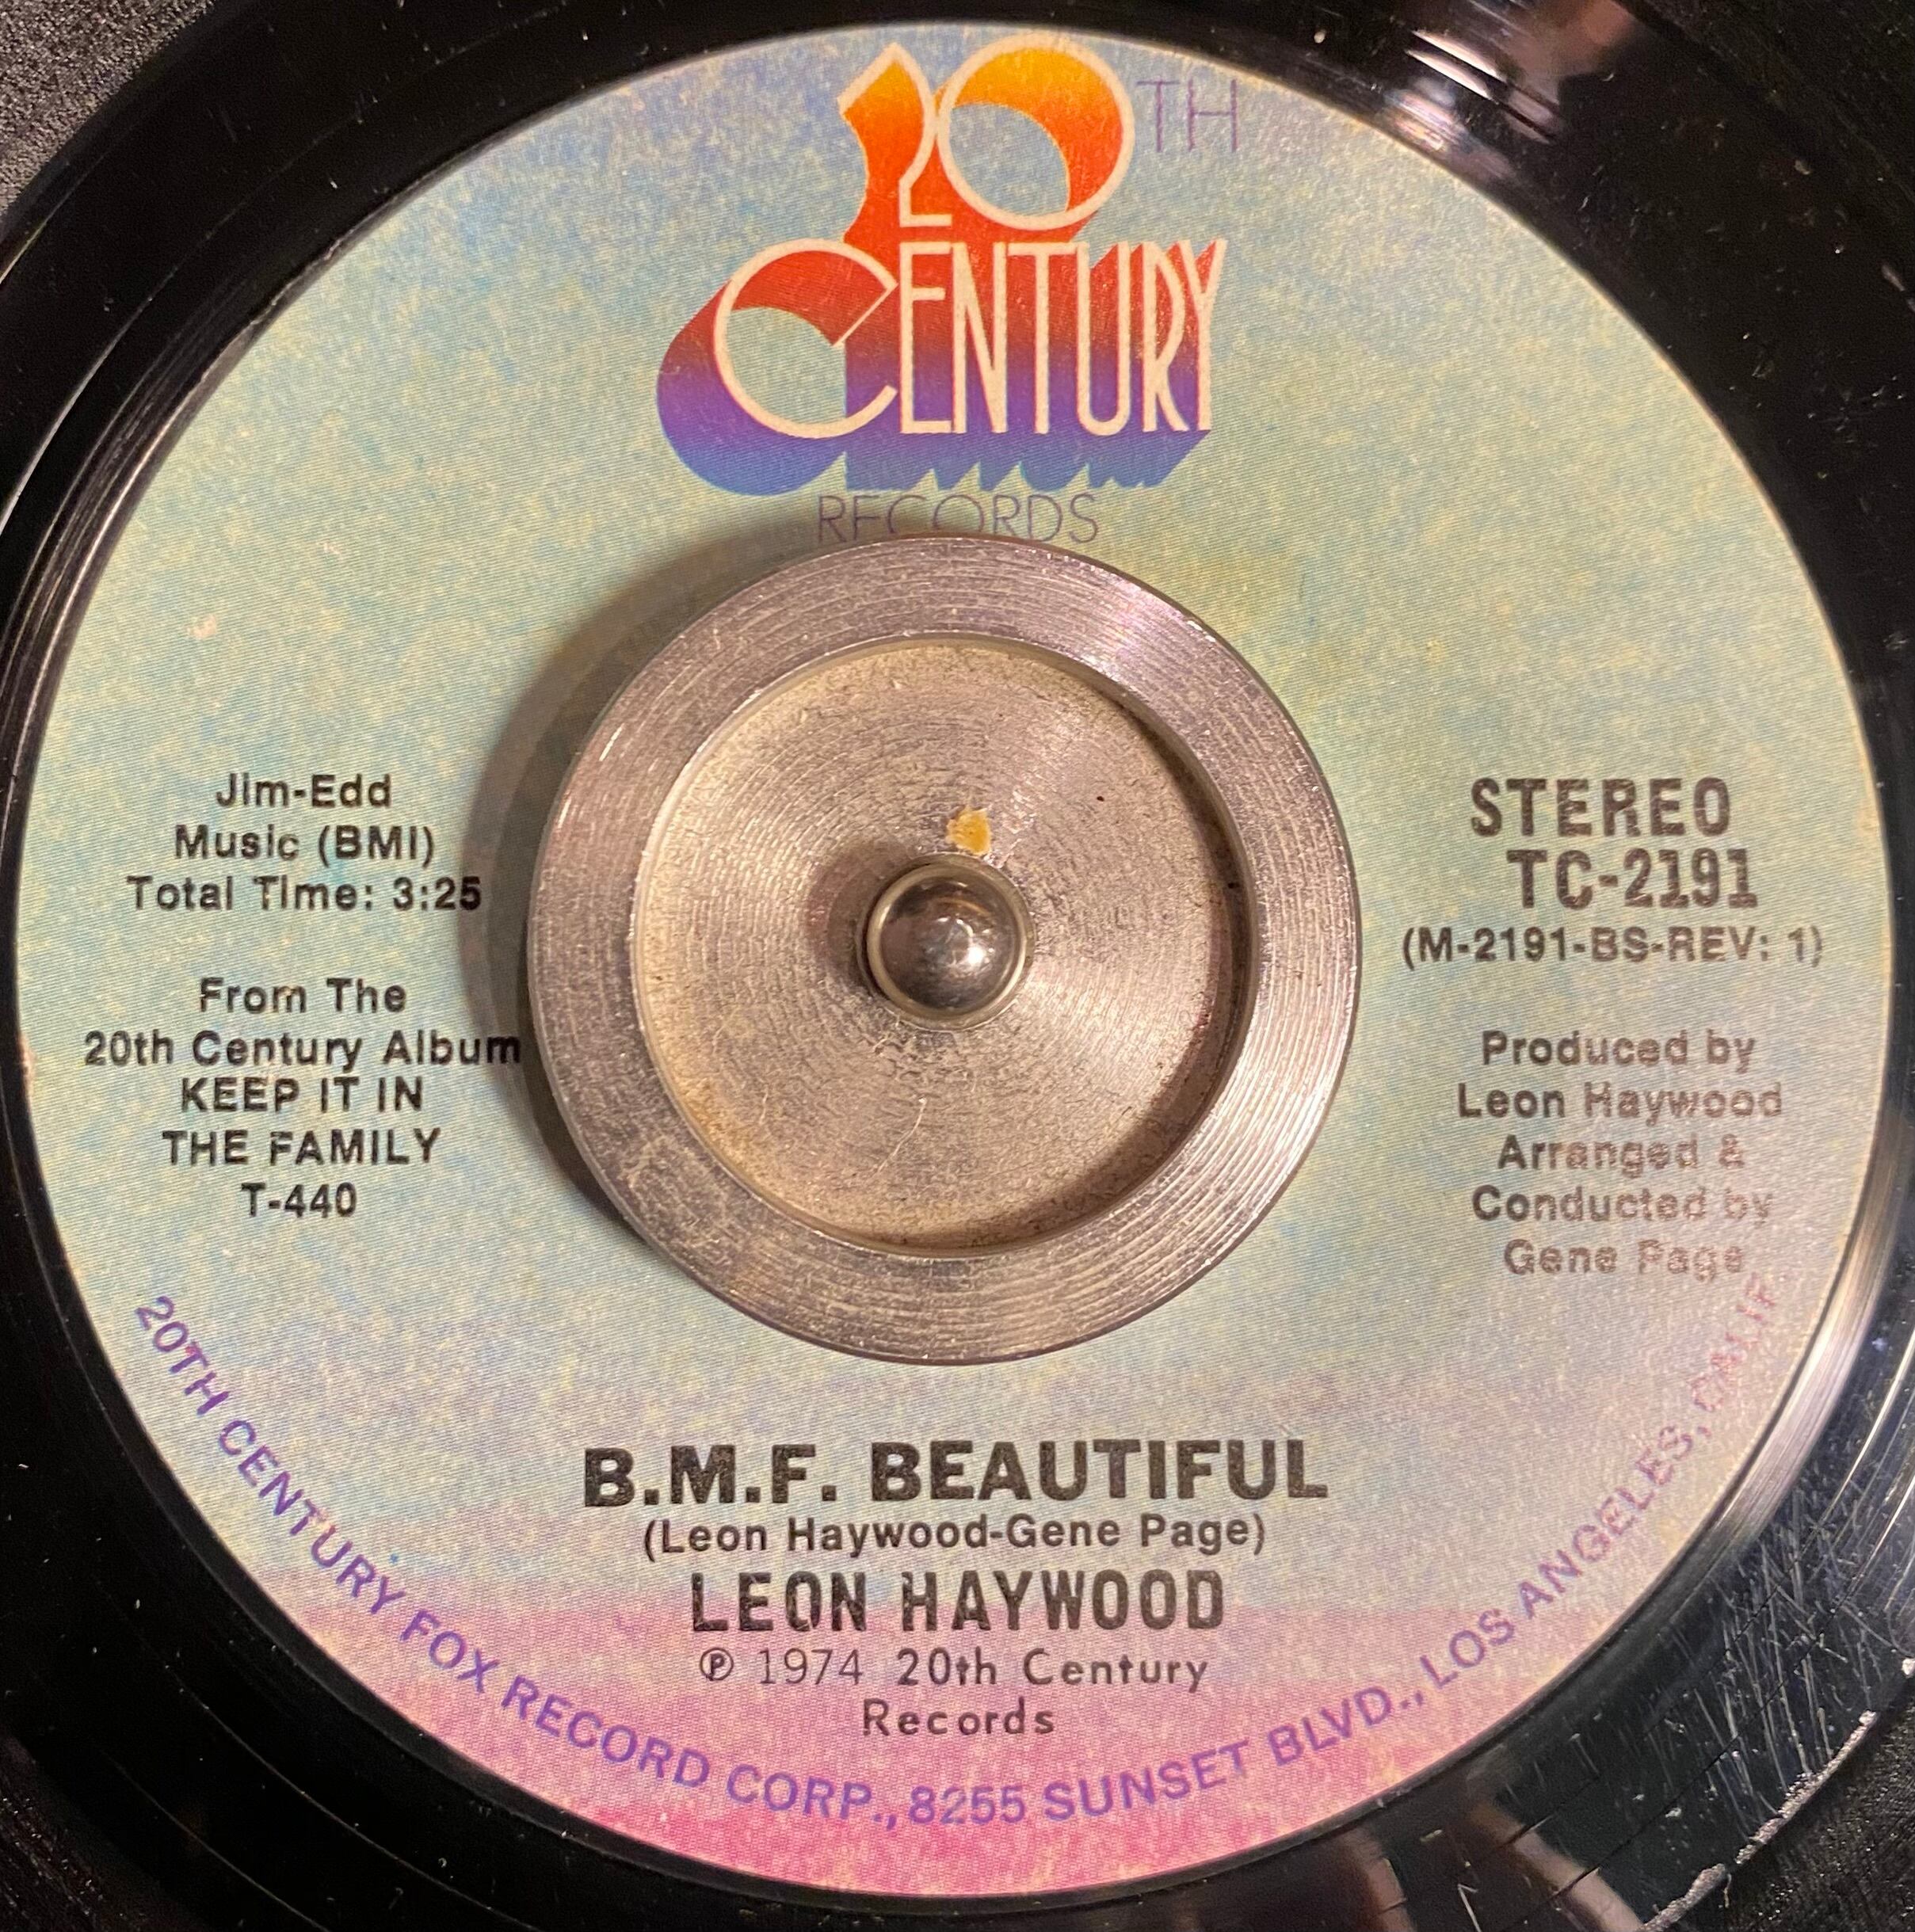 20TH
CENTURY
RECORDS
Jim-Edd
Music (BMI)
Total Time: 3:25
From The
20th Century Album
KEEP IT IN
THE FAMILY
T-440
STEREO
TC-2191
(M-2191-BS-REV: 1)
Produced by
Leon Haywood
Arranged &
Conducted by
Gene Page
B.M.F. BEAUTIFUL
(Leon Haywood-Gene Page)
LEON HAYWOOD
℗ 1974 20th Century
Records
20TH CENTURY FOX RECORD CORP., 8255 SUNSET BLVD., LOS ANGELES, CALIF